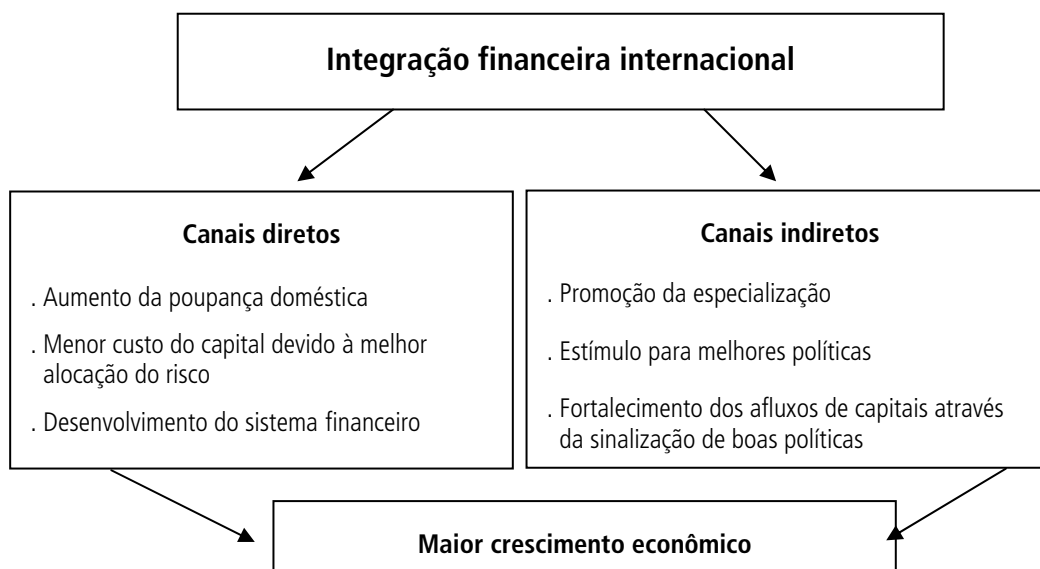 Integração financeira internacional
Canais diretos
. Aumento da poupança doméstica
. Menor custo do capital devido à melhor
alocação do risco
. Desenvolvimento do sistema financeiro
Canais indiretos
. Promoção da especialização
. Estímulo para melhores políticas
. Fortalecimento dos afluxos de capitais através
da sinalização de boas políticas
Maior crescimento econômico